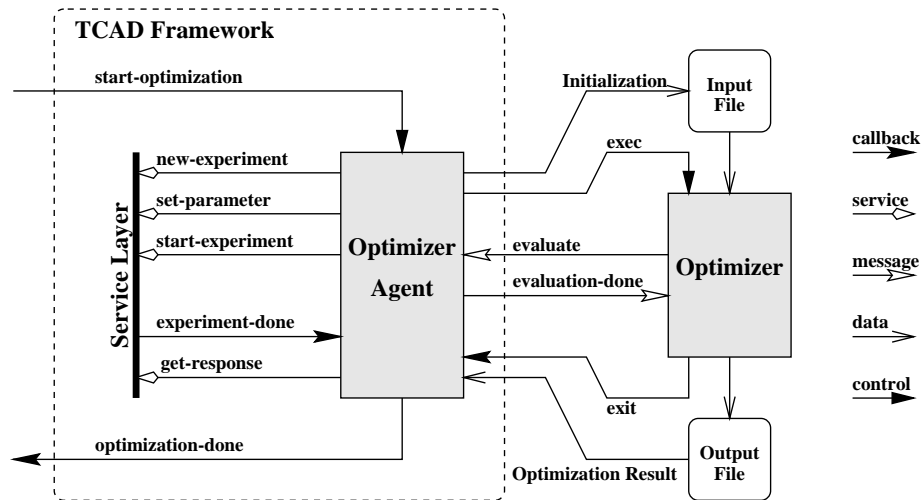 TCAD Framework
start-optimization
Initialization
Input
File
new-experiment
exec
callback
set-parameter
service
start-experiment
Optimizer
Agent
evaluate
Optimizer
message
evaluation-done
Service Layer
experiment-done
data
get-response
exit
control
optimization-done
Optimization Result
Output
File